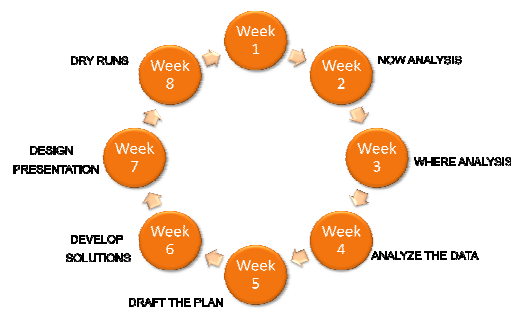 Week
1
Week
2
NOW ANALYSIS
Week
3
WHERE ANALYSIS
Week
4
ANALYZE THE DATA
Week
5
DRAFT THE PLAN
Week
6
DEVELOP
SOLUTIONS
Week
7
DESIGN
PRESENTATION
Week
8
DRY RUNS